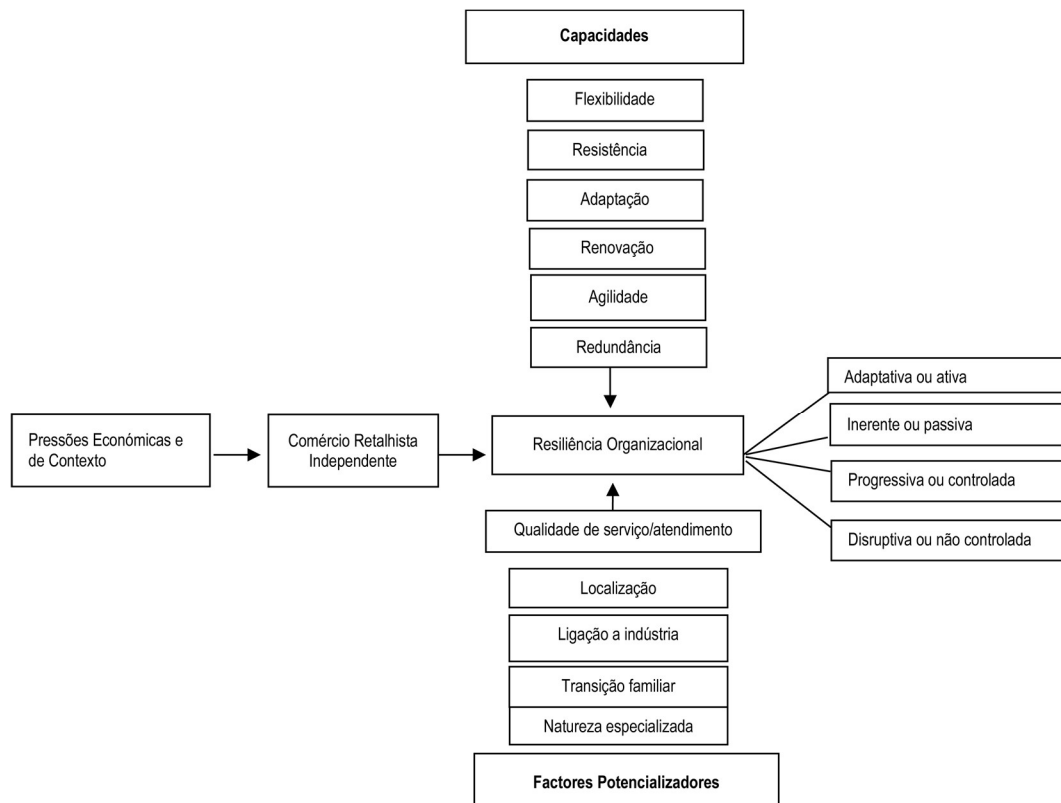 Capacidades
Flexibilidade
Resistência
Adaptação
Renovação
Agilidade
Redundância
Pressões Económicas e
de Contexto
Comércio Retalhista
Independente
Resiliência Organizacional
Adaptativa ou ativa
Inerente ou passiva
Progressiva ou controlada
Disruptiva ou não controlada
Qualidade de serviço/atendimento
Localização
Ligação a indústria
Transição familiar
Natureza especializada
Factores Potencializadores